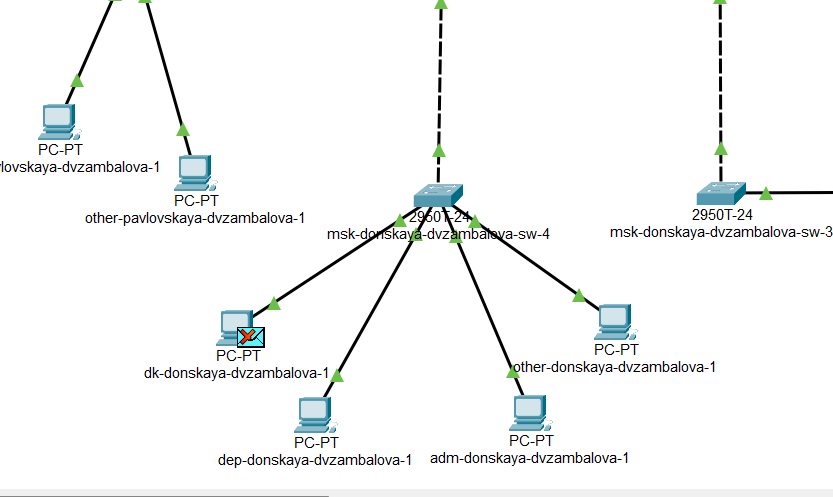 PC-PT
vlovskaya-dvzambalova-1
PC-PT
other-pavlovskaya-dvzambalova-1
2950T-24
msk-donskaya-dvzambalova-sw-4
2950T-24
msk-donskaya-dvzambalova-sw-3
PC-PT
dk-donskaya-dvzambalova-1
PC-PT
other-donskaya-dvzambalova-1
PC-PT
dep-donskaya-dvzambalova-1
PC-PT
adm-donskaya-dvzambalova-1